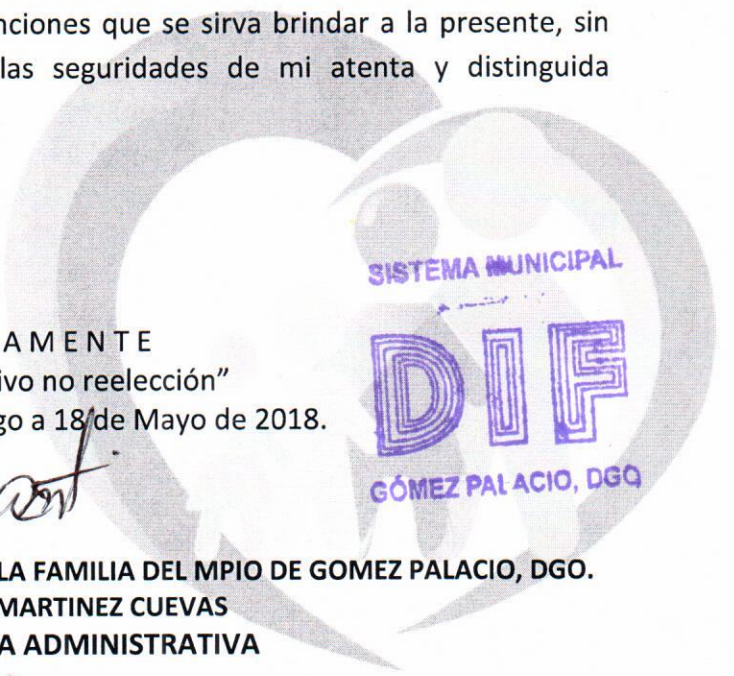 nciones que se sirva brindar a la presente, sin
las seguridades de mi atenta y distinguida
SISTEMA MUNICIPAL
DIF
GÓMEZ PALACIO, DGO
A M E N T E
ivo no reelección”
go a 18 de Mayo de 2018.
LA FAMILIA DEL MPIO DE GOMEZ PALACIO, DGO.
MARTINEZ CUEVAS
A ADMINISTRATIVA